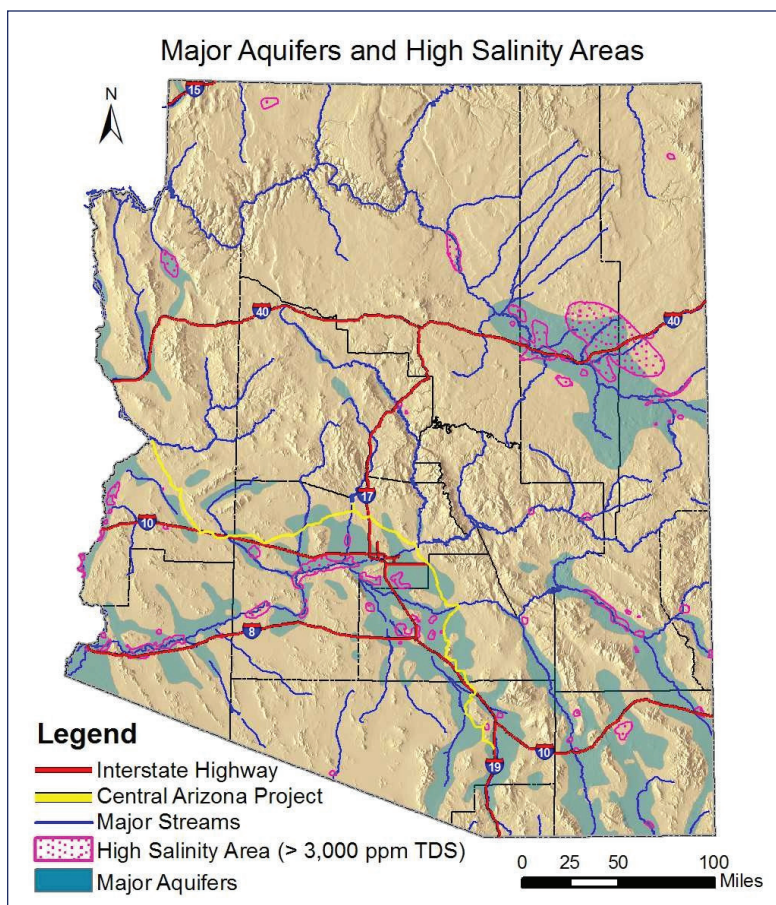 Major Aquifers and High Salinity Areas
15
N
40
40
17
10
8
10
19
Legend
Interstate Highway
Central Arizona Project
Major Streams
High Salinity Area (> 3,000 ppm TDS)
Major Aquifers
0 25 50 100
Miles